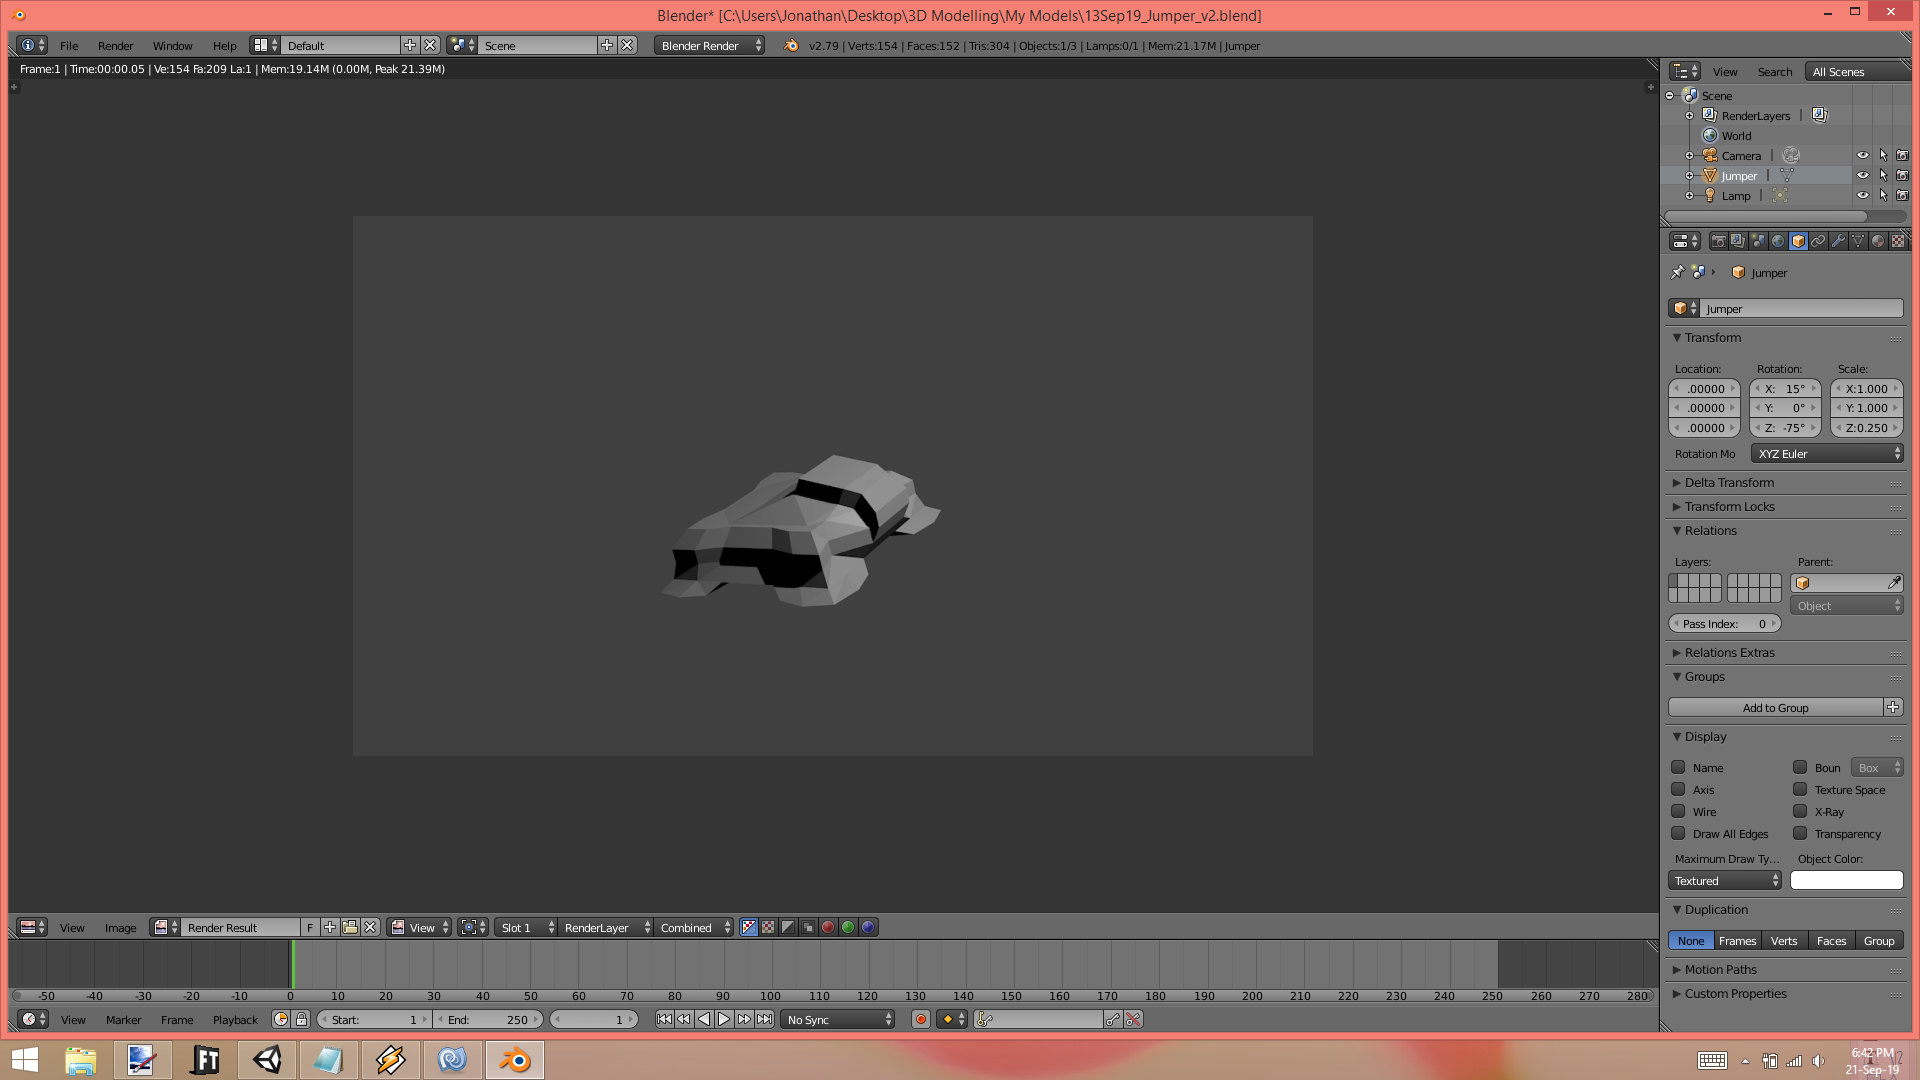 Blender* [C:\Users\Jonathan\Desktop\3D Modelling\My Models\13Sep19_Jumper_v2.blend]
File Render Window Help Default Scene Blender Render v2.79 | Verts:154 | Faces:152 | Tris:304 | Objects:1/3 | Lamps:0/1 | Mem:21.17M | Jumper
Frame:1 | Time:00:00.05 | Ve:154 Fa:209 La:1 | Mem:19.14M (0.00M, Peak 21.39M)
View Search All Scenes
Scene
RenderLayers |
World
Camera |
Jumper |
Lamp |
Jumper
Jumper
Transform
Location: Rotation: Scale:
.00000 X: 15° X:1.000
.00000 Y: 0° Y: 1.000
.00000 Z: -75° Z:0.250
Rotation Mo XYZ Euler
Delta Transform
Transform Locks
Relations
Layers: Parent:
Object
Pass Index: 0
Relations Extras
Groups
Add to Group
Display
Name Boun Box
Axis Texture Space
Wire X-Ray
Draw All Edges Transparency
Maximum Draw Ty... Object Color:
Textured
Duplication
None Frames Verts Faces Group
Motion Paths
Custom Properties
View Image Render Result F View Slot 1 RenderLayer Combined
-50 -40 -30 -20 -10 0 10 20 30 40 50 60 70 80 90 100 110 120 130 140 150 160 170 180 190 200 210 220 230 240 250 260 270 280
View Marker Frame Playback Start: 1 End: 250 1 No Sync
FT
6:42 PM
21-Sep-19